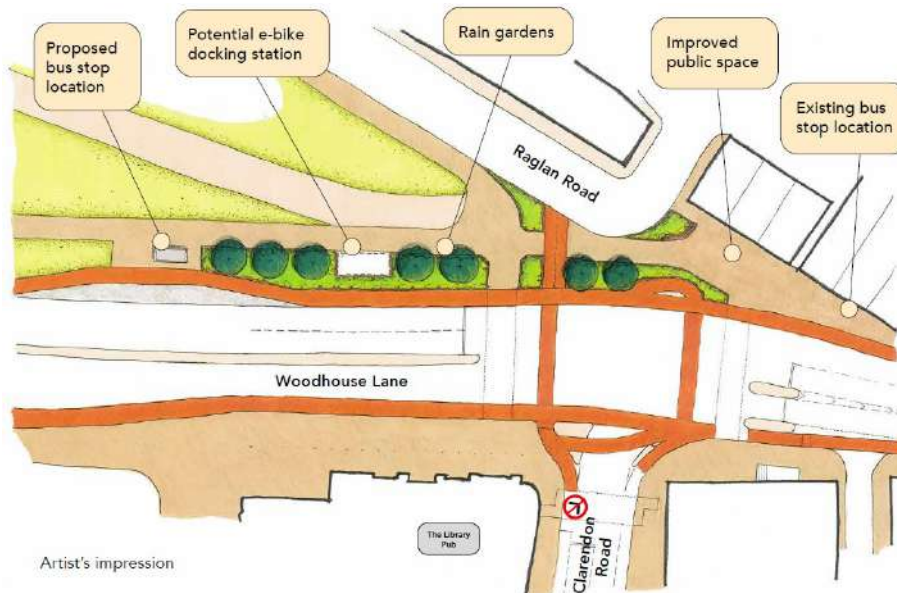 Proposed
bus stop
location
Potential e-bike
docking station
Rain gardens
Improved
public space
Existing bus
stop location
Raglan Road
Woodhouse Lane
The Library
Pub
Clarendon
Road
Artist's impression